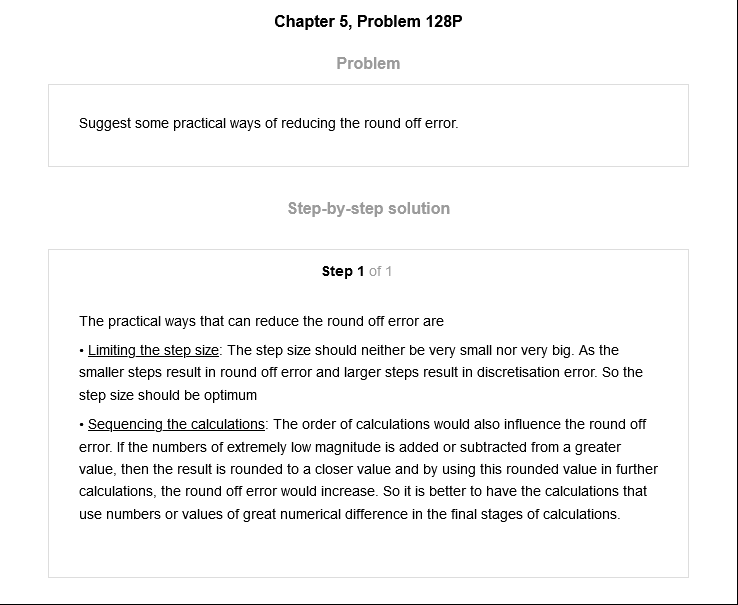 Chapter 5, Problem 128P
Problem
Suggest some practical ways of reducing the round off error.
Step-by-step solution
Step 1 of 1
The practical ways that can reduce the round off error are
• Limiting the step size: The step size should neither be very small nor very big. As the
smaller steps result in round off error and larger steps result in discretisation error. So the
step size should be optimum
• Sequencing the calculations: The order of calculations would also influence the round off
error. If the numbers of extremely low magnitude is added or subtracted from a greater
value, then the result is rounded to a closer value and by using this rounded value in further
calculations, the round off error would increase. So it is better to have the calculations that
use numbers or values of great numerical difference in the final stages of calculations.